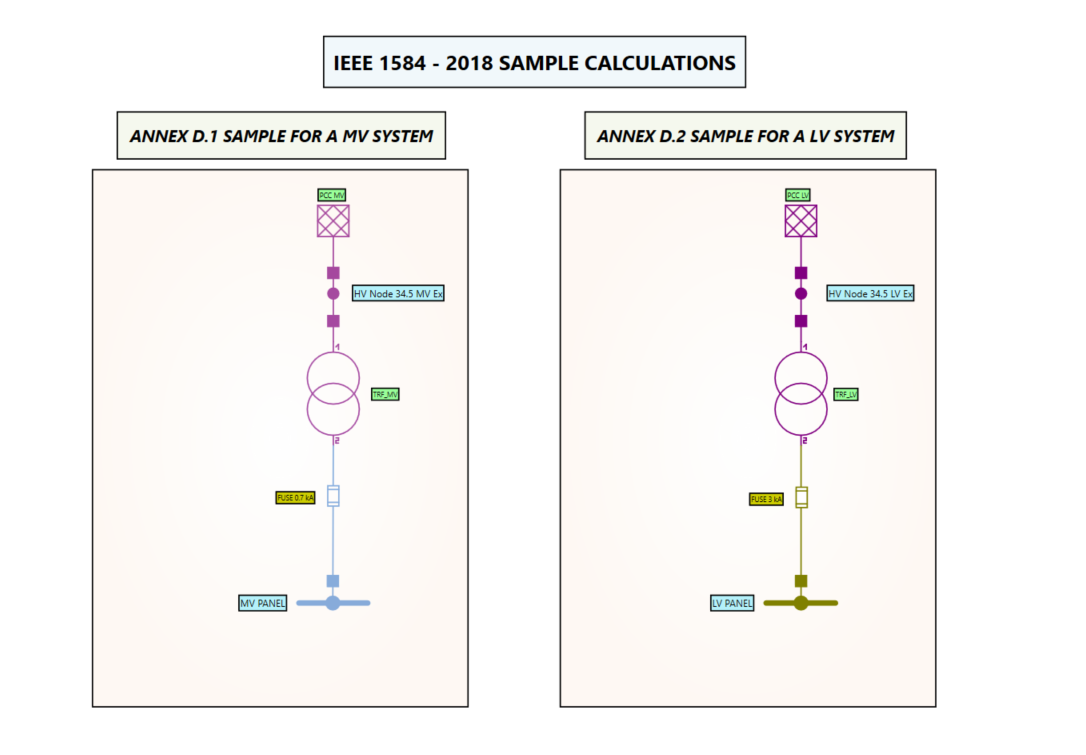 IEEE 1584 - 2018 SAMPLE CALCULATIONS
ANNEX D.1 SAMPLE FOR A MV SYSTEM
PCC MV
HV Node 34.5 MV Ex
1
TRF_MV
2
FUSE 0.7 kA
MV PANEL
ANNEX D.2 SAMPLE FOR A LV SYSTEM
PCC LV
HV Node 34.5 LV Ex
1
TRF_LV
2
FUSE 3 kA
LV PANEL